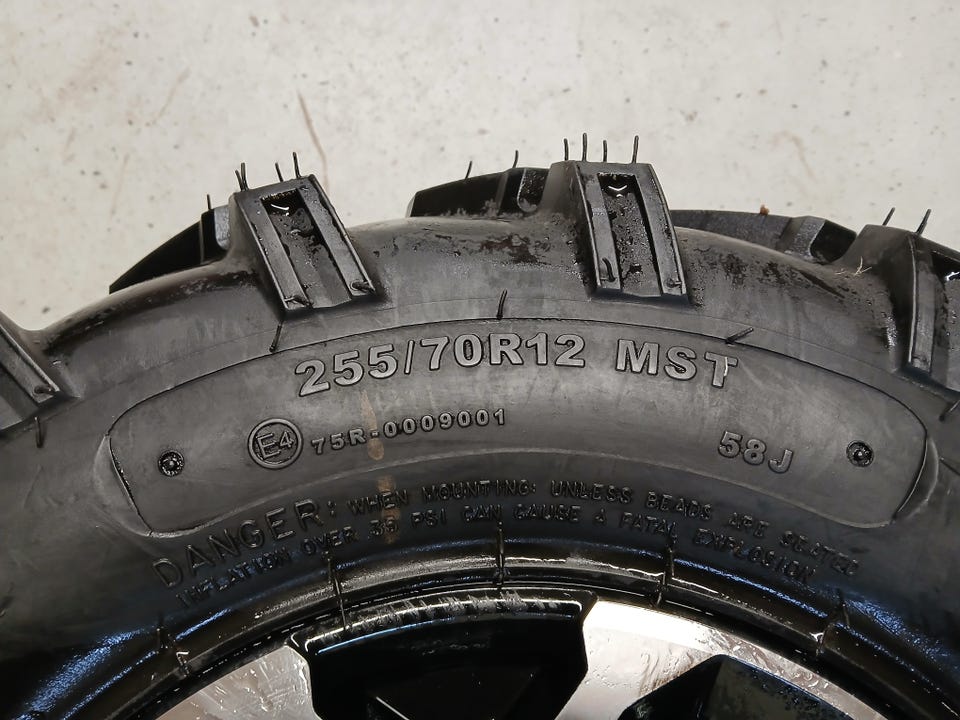 255/70R12 MST
E4 75R-0009001
58J
DANGER: WHEN MOUNTING: UNLESS BEADS ARE SEATED
INFLATION OVER 36 PSI CAN CAUSE A FATAL EXPLOSION